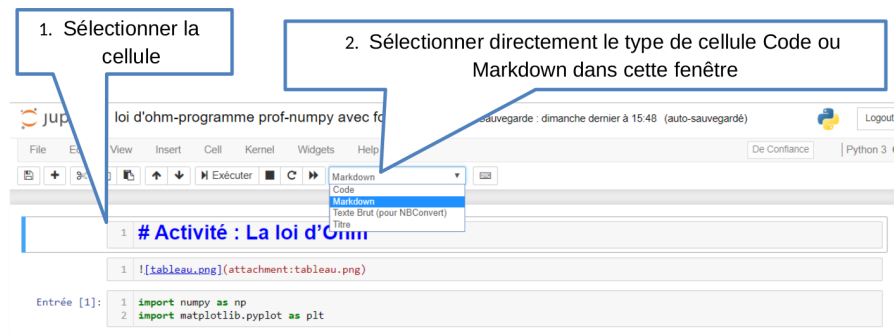 1. Sélectionner la
cellule
2. Sélectionner directement le type de cellule Code ou
Markdown dans cette fenêtre
loi d'ohm-programme prof-numpy avec
Sauvegarde : dimanche dernier à 15:48 (auto-sauvegardé)
Logout
File View Insert Cell Kernel Widgets Help
De Confiance
Python 3
Exécuter
Markdown
Code
Markdown
Texte Brut (pour NBConvert)
Titre
1 # Activité : La loi d'Ohm
1 ![tableau.png](attachment:tableau.png)
Entrée [1]: 1 import numpy as np
2 import matplotlib.pyplot as plt